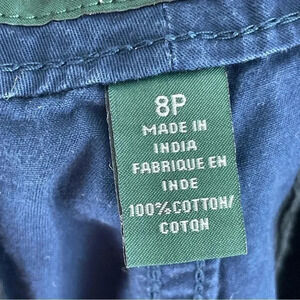 8P
MADE IN
INDIA
FABRIQUE EN
INDE
100%COTTON/
COTON